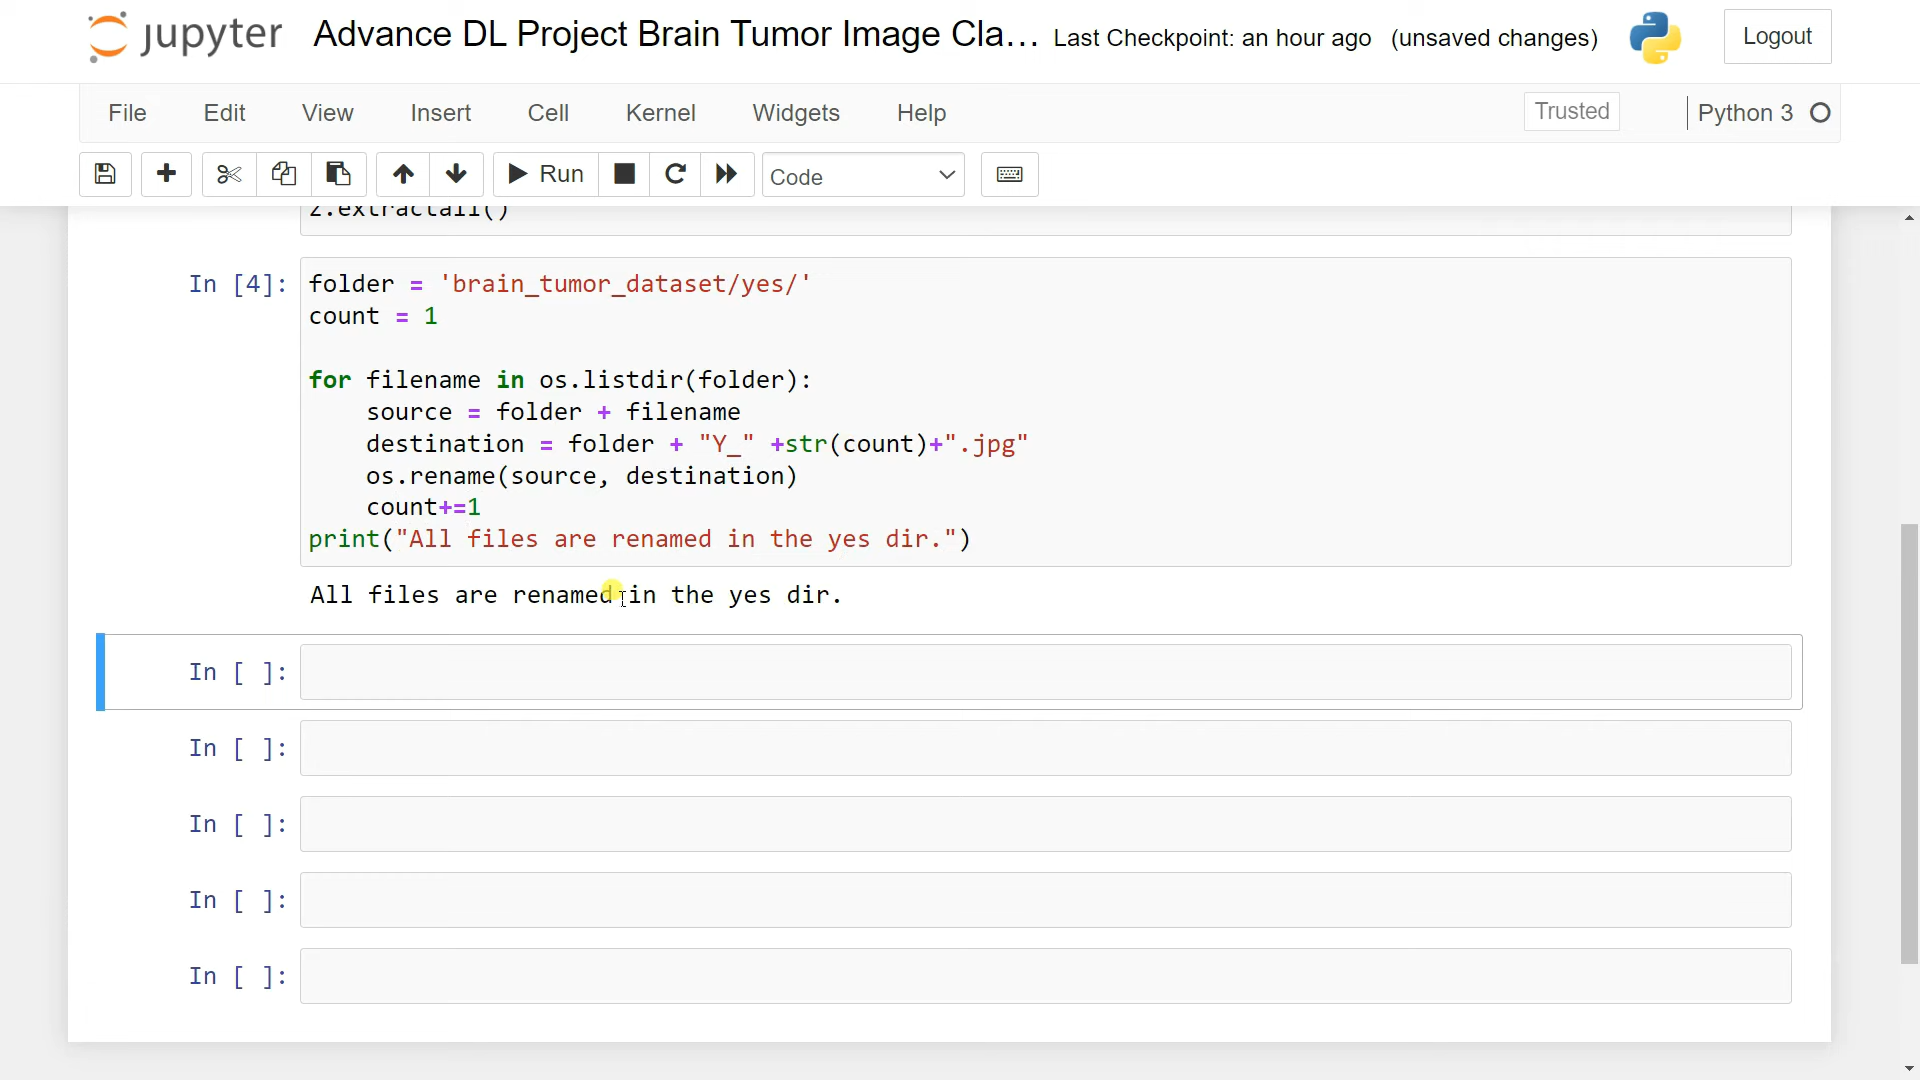 jupyter Advance DL Project Brain Tumor Image Cla... Last Checkpoint: an hour ago (unsaved changes) Logout
File Edit View Insert Cell Kernel Widgets Help Trusted Python 3
Run Code
z.extractall()
In [4]: folder = 'brain_tumor_dataset/yes/'
count = 1
for filename in os.listdir(folder):
source = folder + filename
destination = folder + "Y_" +str(count)+".jpg"
os.rename(source, destination)
count+=1
print("All files are renamed in the yes dir.")
All files are renamed in the yes dir.
In [ ]:
In [ ]:
In [ ]:
In [ ]:
In [ ]: